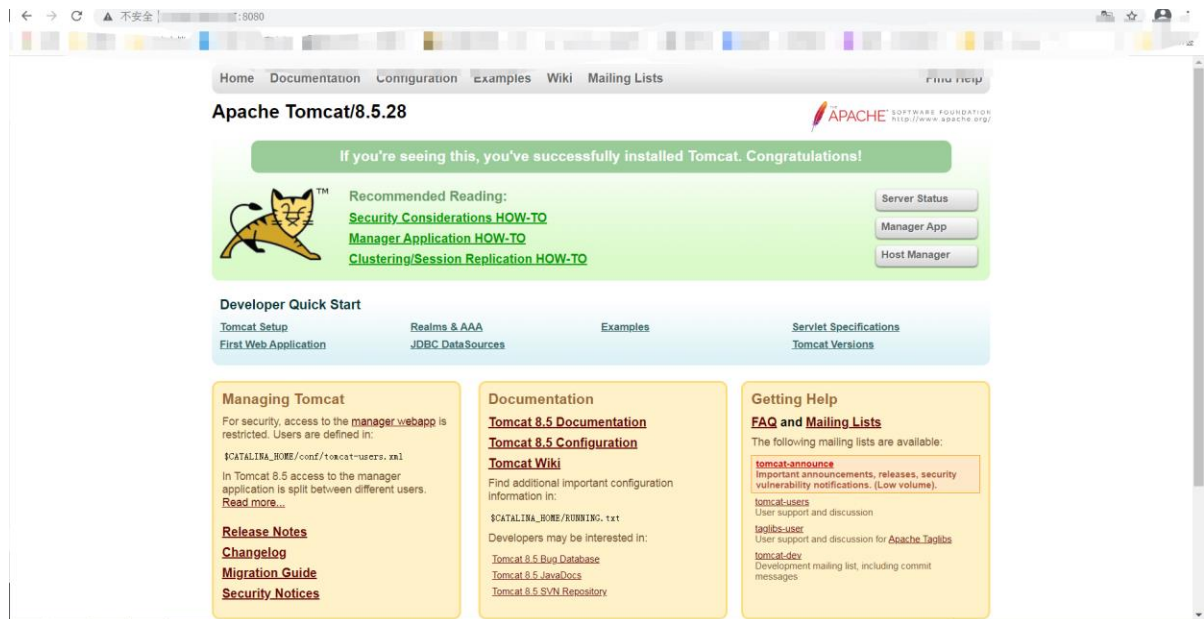 不安全
:8080
Home Documentation Configuration Examples Wiki Mailing Lists Find Help
Apache Tomcat/8.5.28
THE APACHE SOFTWARE FOUNDATION
http://www.apache.org/
If you're seeing this, you've successfully installed Tomcat. Congratulations!
TM
Recommended Reading:
Security Considerations HOW-TO
Manager Application HOW-TO
Clustering/Session Replication HOW-TO
Server Status
Manager App
Host Manager
Developer Quick Start
Tomcat Setup
First Web Application
Realms & AAA
JDBC DataSources
Examples
Servlet Specifications
Tomcat Versions
Managing Tomcat
For security, access to the manager webapp is
restricted. Users are defined in:
$CATALINA_HOME/conf/tomcat-users.xml
In Tomcat 8.5 access to the manager
application is split between different users.
Read more...
Release Notes
Changelog
Migration Guide
Security Notices
Documentation
Tomcat 8.5 Documentation
Tomcat 8.5 Configuration
Tomcat Wiki
Find additional important configuration
information in:
$CATALINA_HOME/RUNNING.txt
Developers may be interested in:
Tomcat 8.5 Bug Database
Tomcat 8.5 JavaDocs
Tomcat 8.5 SVN Repository
Getting Help
FAQ and Mailing Lists
The following mailing lists are available:
tomcat-announce
Important announcements, releases, security
vulnerability notifications. (Low volume).
tomcat-users
User support and discussion
taglibs-user
User support and discussion for Apache Taglibs
tomcat-dev
Development mailing list, including commit
messages